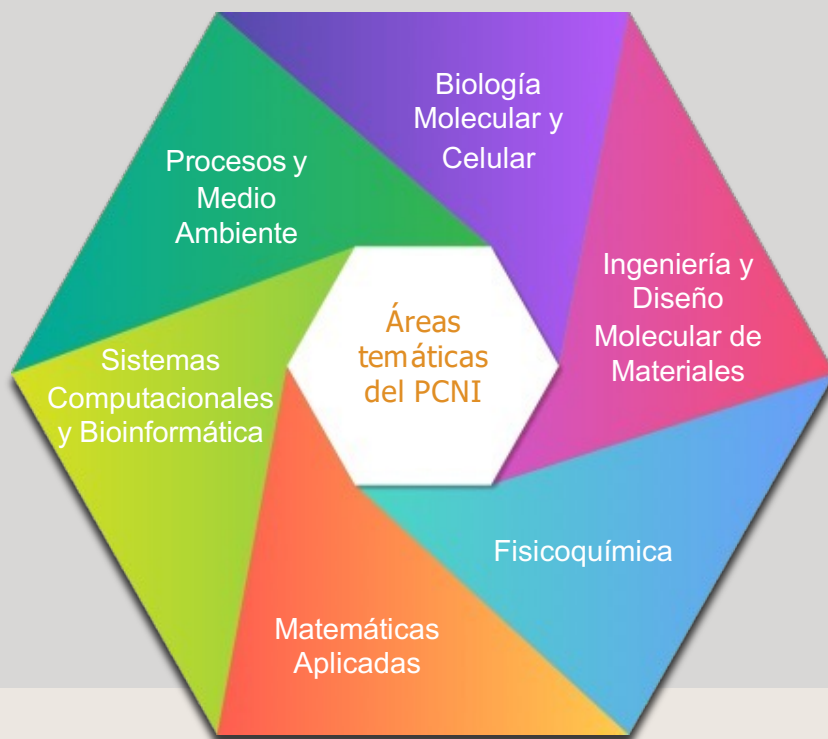 Biología
Molecular y
Celular
Procesos y
Medio
Ambiente
Ingeniería y
Diseño
Molecular de
Materiales
Áreas
temáticas
del PCNI
Sistemas
Computacionales
y Bioinformática
Fisicoquímica
Matemáticas
Aplicadas